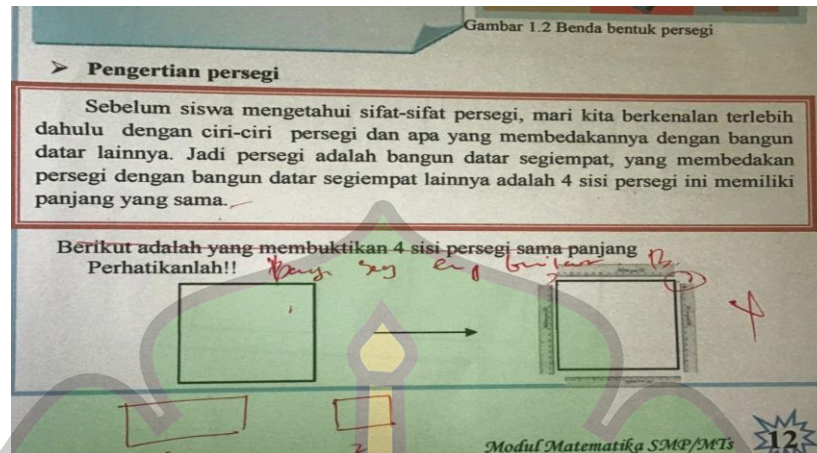 Gambar 1.2 Benda bentuk persegi
➤ Pengertian persegi
Sebelum siswa mengetahui sifat-sifat persegi, mari kita berkenalan terlebih
dahulu dengan ciri-ciri persegi dan apa yang membedakannya dengan bangun
datar lainnya. Jadi persegi adalah bangun datar segiempat, yang membedakan
persegi dengan bangun datar segiempat lainnya adalah 4 sisi persegi ini memiliki
panjang yang sama.
Berikut adalah yang membuktikan 4 sisi persegi sama panjang
Perhatikanlah!!
Modul Matematika SMP/MTs 12